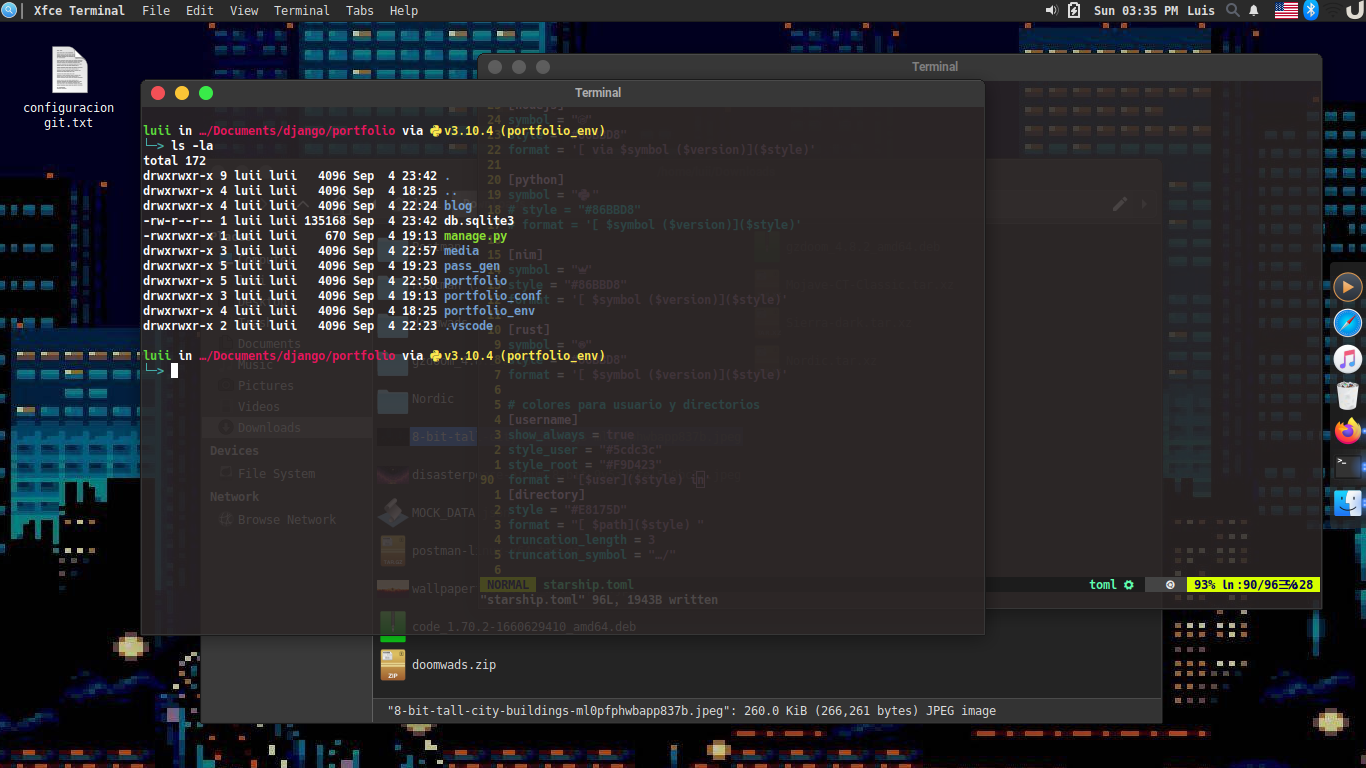 Xfce Terminal File Edit View Terminal Tabs Help
Sun 03:35 PM Luis
configuracion
git.txt
Terminal
Terminal
luii in …/Documents/django/portfolio via v3.10.4 (portfolio_env)
└─> ls -la
total 172
drwxrwxr-x 9 luii luii 4096 Sep 4 23:42 .
drwxrwxr-x 4 luii luii 4096 Sep 4 18:25 ..
drwxrwxr-x 4 luii luii 4096 Sep 4 22:24 blog
-rw-r--r-- 1 luii luii 135168 Sep 4 23:42 db.sqlite3
-rwxrwxr-x 1 luii luii 670 Sep 4 19:13 manage.py
drwxrwxr-x 3 luii luii 4096 Sep 4 22:57 media
drwxrwxr-x 5 luii luii 4096 Sep 4 19:23 pass_gen
drwxrwxr-x 5 luii luii 4096 Sep 4 22:50 portfolio
drwxrwxr-x 3 luii luii 4096 Sep 4 19:13 portfolio_conf
drwxrwxr-x 4 luii luii 4096 Sep 4 18:25 portfolio_env
drwxrwxr-x 2 luii luii 4096 Sep 4 22:23 .vscode
luii in …/Documents/django/portfolio via v3.10.4 (portfolio_env)
└─>
24
22 format = '[ via $symbol ($version)]($style)'
21
20 [python]
19 symbol = "
18 # style = "#86BBD8"
format = '[ $symbol ($version)]($style)'
15 [nim]
symbol = "
style = "#86BBD8"
format = '[ $symbol ($version)]($style)'
[rust]
symbol = "
7 format = '[ $symbol ($version)]($style)'
6
5 # colores para usuario y directorios
4 [username]
3 show_always = true
2 style_user = "#5cdc3c"
1 style_root = "#F9D423"
90 format = "[$user]($style) in"
1 [directory]
2 style = "#E8175D"
3 format = "[ $path]($style) "
4 truncation_length = 3
5 truncation_symbol = "…/"
6
NORMAL starship.toml
toml
93% ln:90/96
28
"starship.toml" 96L, 1943B written
Documents
Music
Pictures
Videos
Downloads
Devices
File System
Network
Browse Network
Nordic
8-bit-tal
disasterp
MOCK_DATA
postman-l
wallpaper
code_1.70.2-1660629410_amd64.deb
doomwads.zip
"8-bit-tall-city-buildings-ml0pfphwbapp837b.jpeg": 260.0 KiB (266,261 bytes) JPEG image